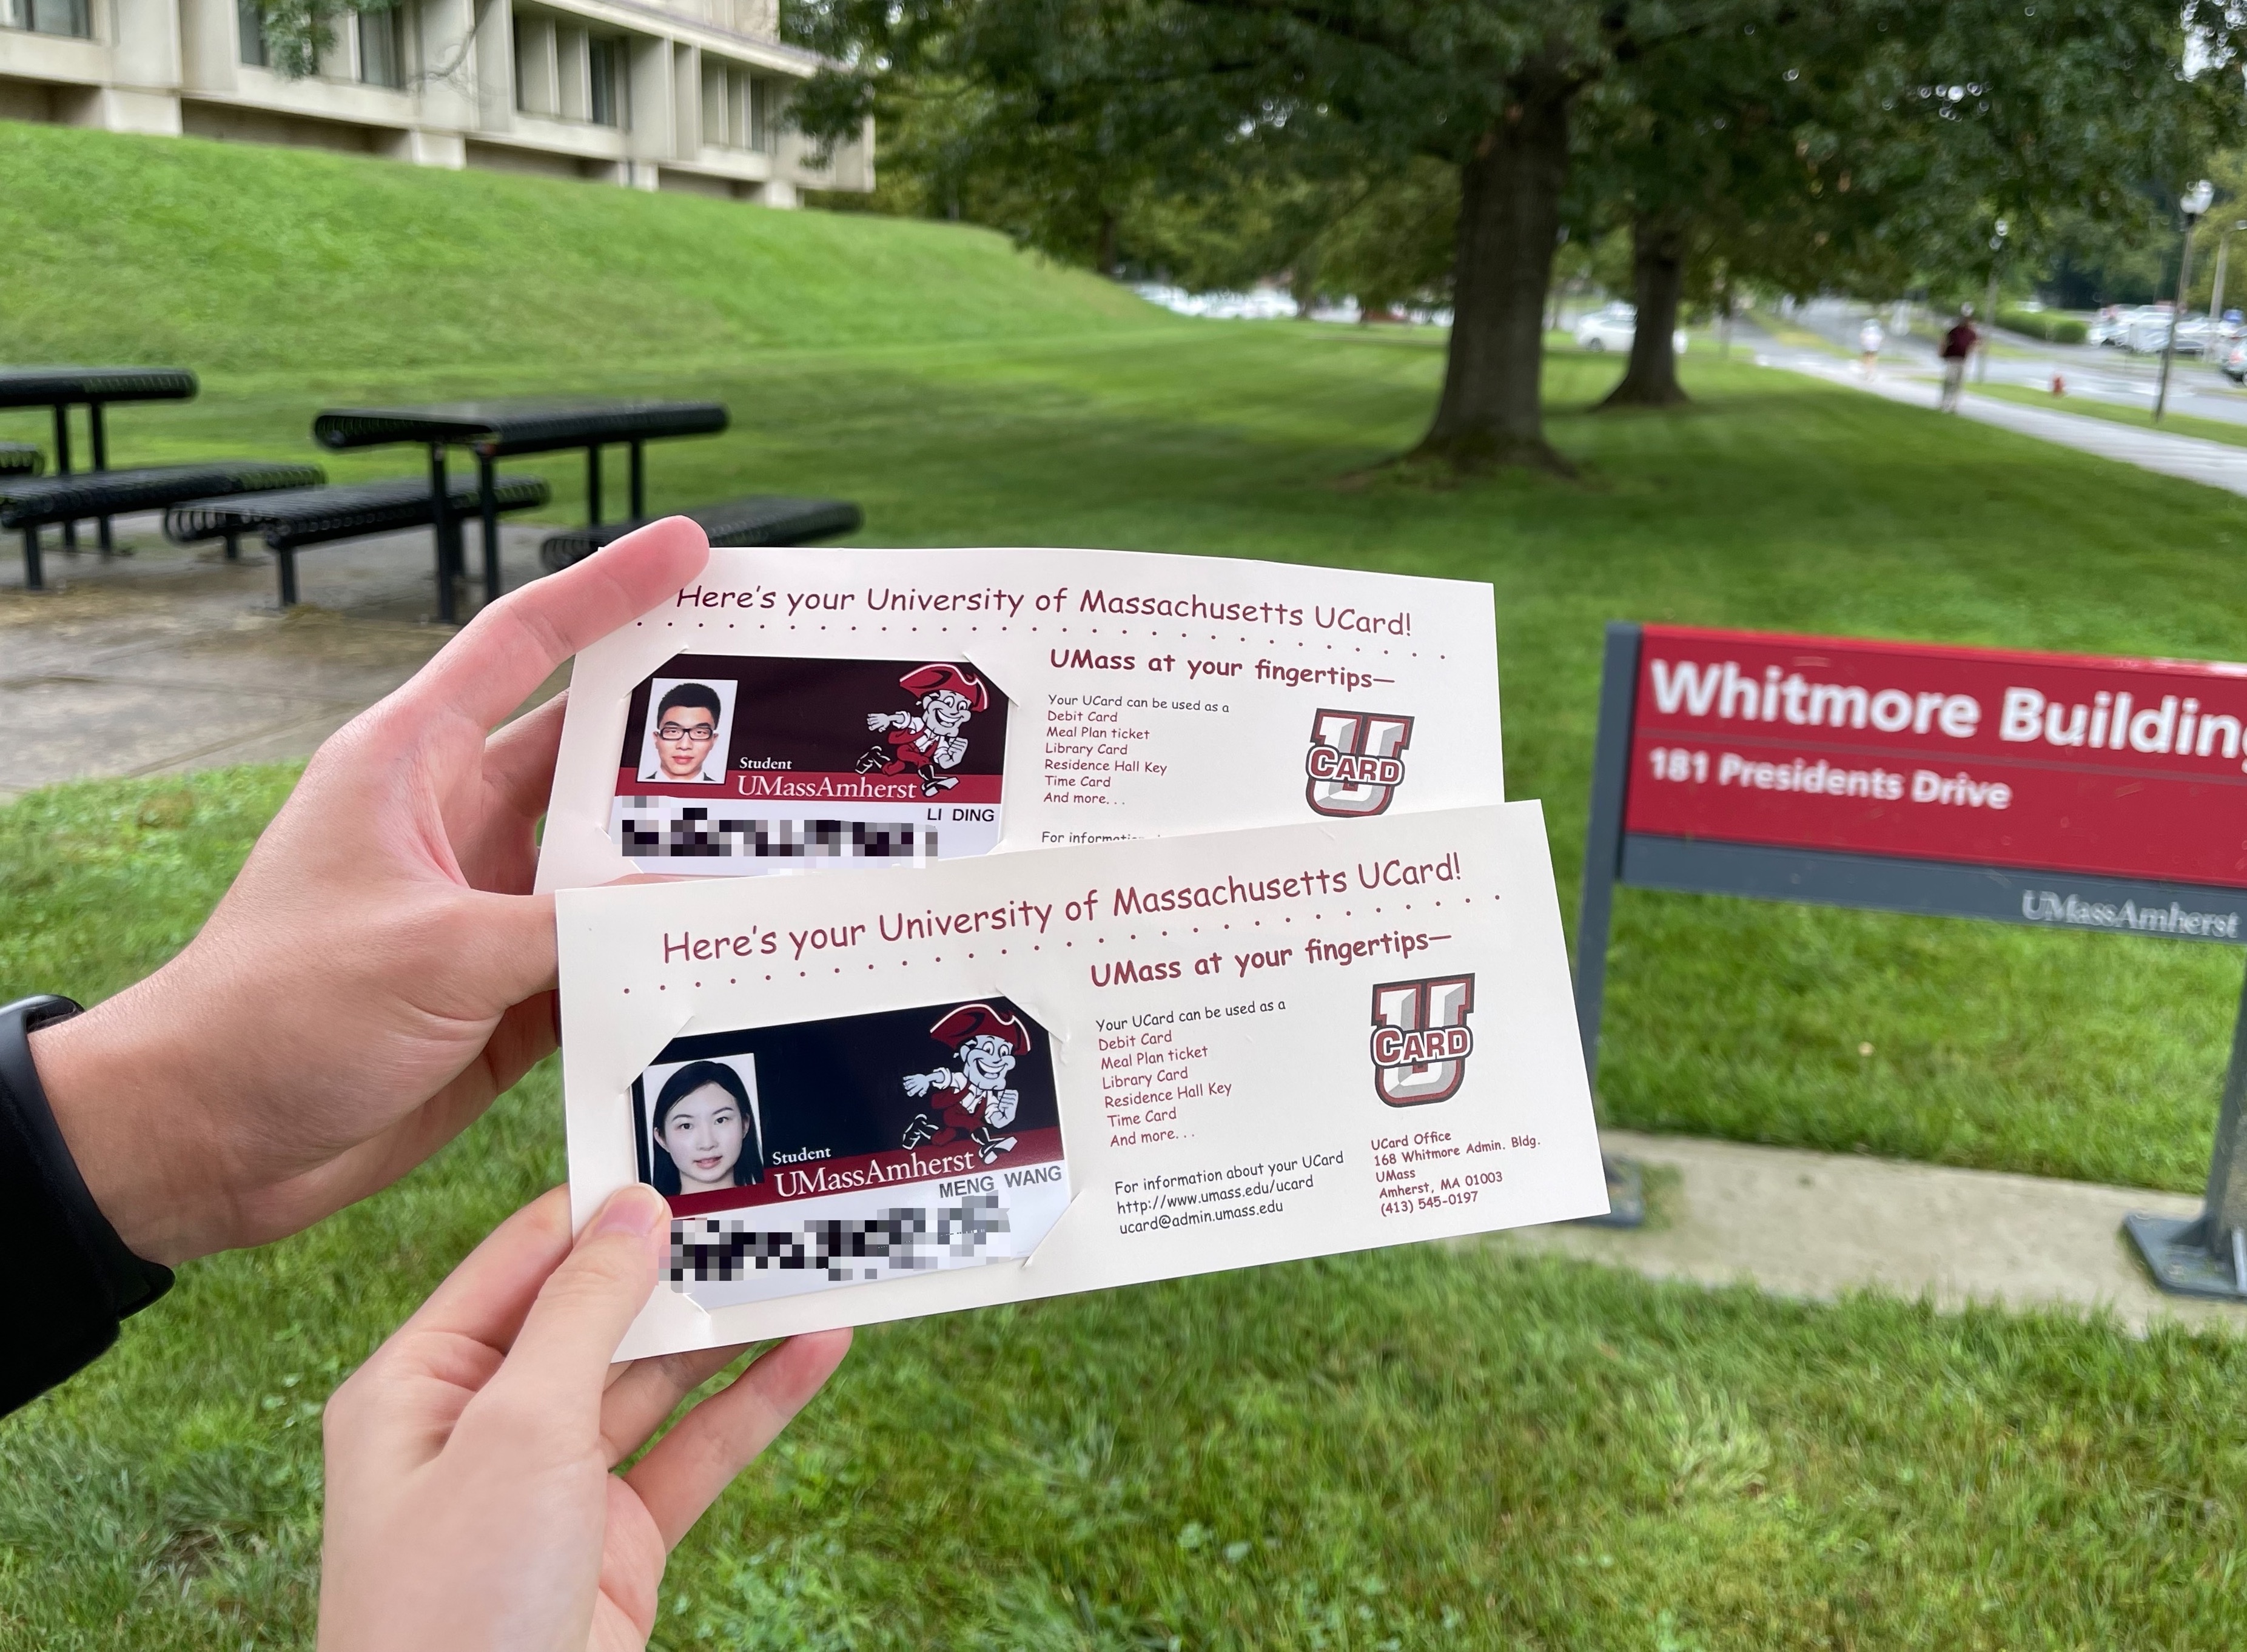 Here's your University of Massachusetts UCard!
UMass at your fingertips—
Your UCard can be used as a
Debit Card
Meal Plan ticket
Library Card
Residence Hall Key
Time Card
And more. . .
For information
U
CARD
Student
UMassAmherst
LI DING
Here's your University of Massachusetts UCard!
UMass at your fingertips—
Your UCard can be used as a
Debit Card
Meal Plan ticket
Library Card
Residence Hall Key
Time Card
And more. . .
For information about your UCard
http://www.umass.edu/ucard
ucard@admin.umass.edu
U
CARD
UCard Office
168 Whitmore Admin. Bldg.
UMass
Amherst, MA 01003
(413) 545-0197
Student
UMassAmherst
MENG WANG
Whitmore Building
181 Presidents Drive
UMassAmherst